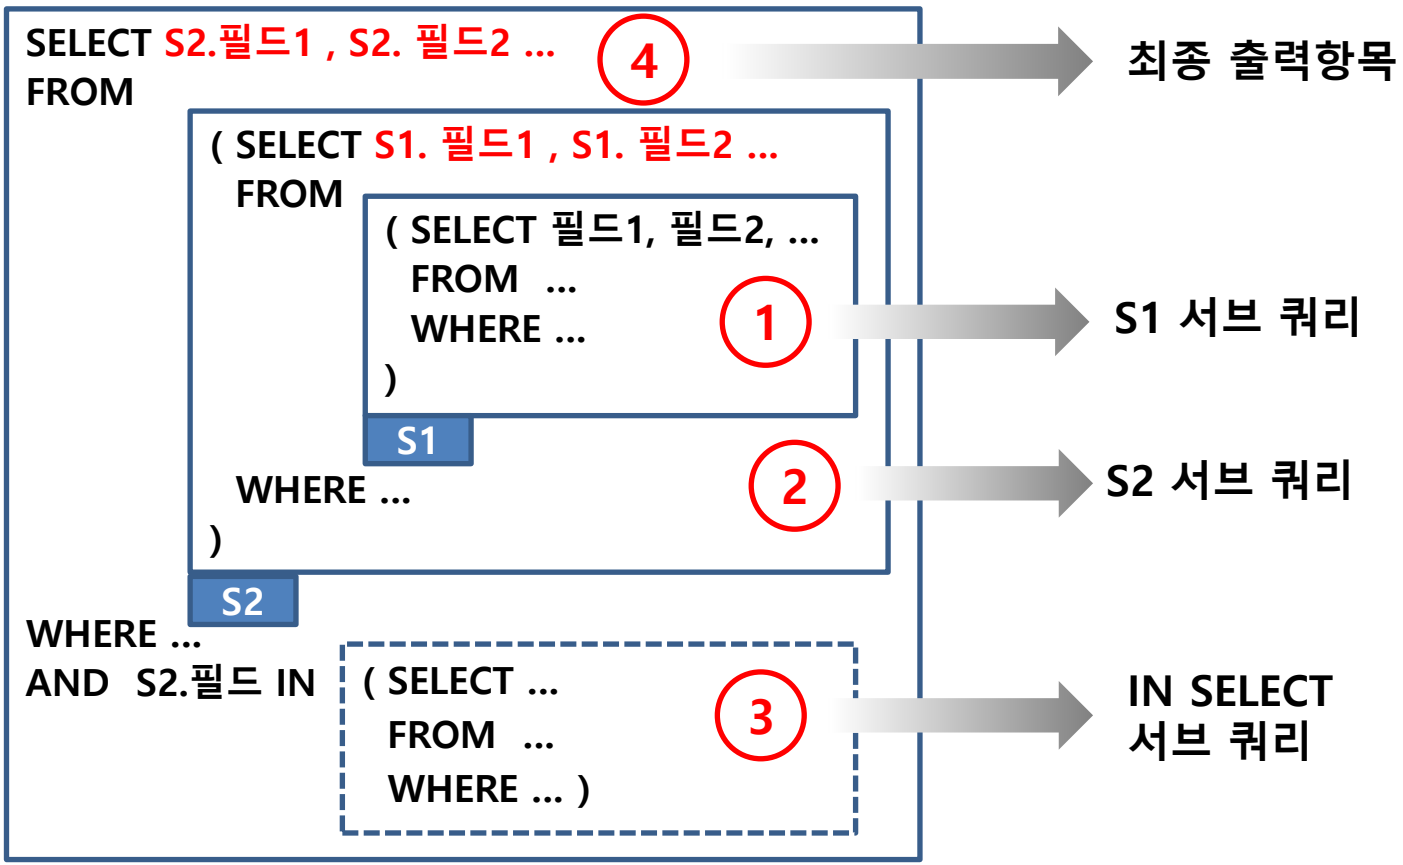 SELECT S2.필드1 , S2. 필드2 ...
FROM
4
최종 출력항목
( SELECT S1. 필드1 , S1. 필드2 ...
FROM
( SELECT 필드1, 필드2, ...
FROM ...
WHERE ...
)
1
S1 서브 쿼리
S1
WHERE ...
)
2
S2 서브 쿼리
S2
WHERE ...
AND S2.필드 IN
( SELECT ...
FROM ...
WHERE ... )
3
IN SELECT
서브 쿼리